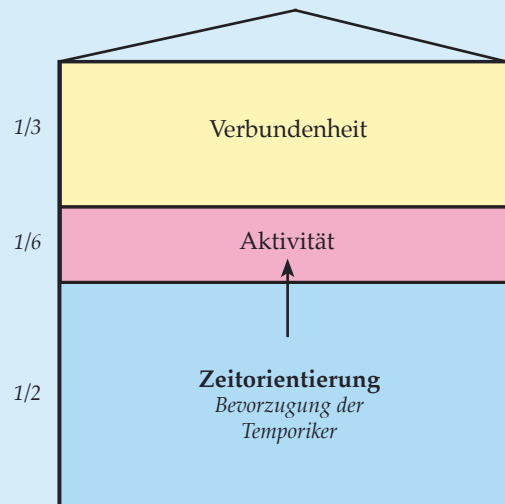 1/3
Verbundenheit
1/6
Aktivität
1/2
Zeitorientierung
Bevorzugung der
Temporiker